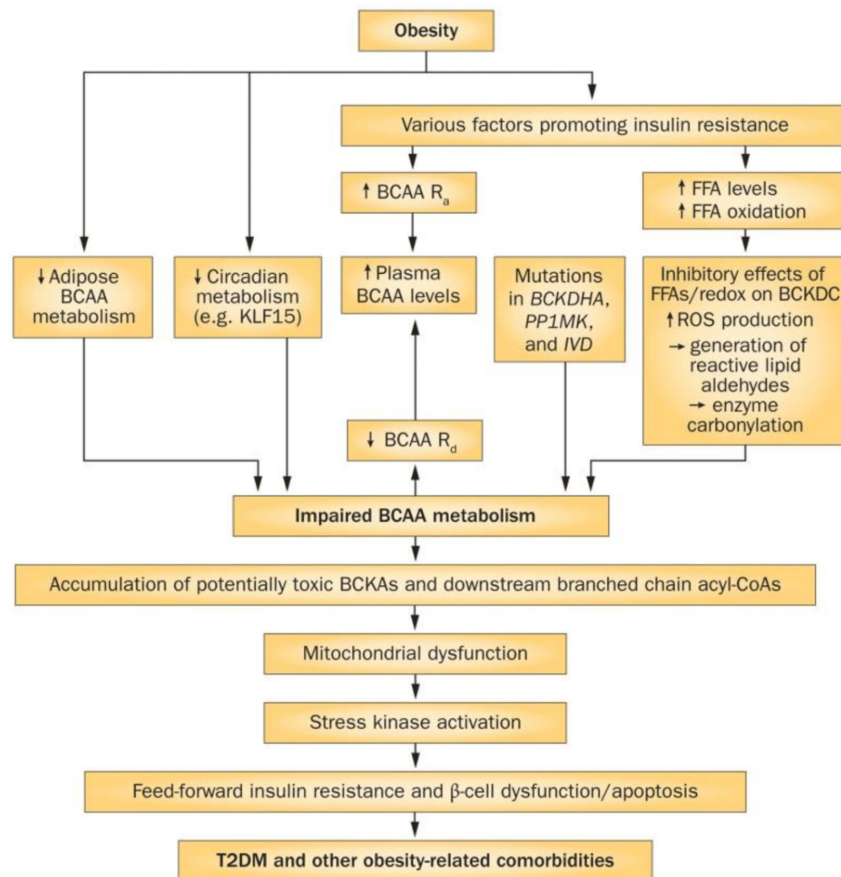 Obesity
Various factors promoting insulin resistance
↑ BCAA Rₐ
↑ FFA levels
↑ FFA oxidation
↓ Adipose
BCAA
metabolism
↓ Circadian
metabolism
(e.g. KLF15)
↑ Plasma
BCAA levels
Mutations
in BCKDHA,
PP1MK,
and IVD
Inhibitory effects of
FFAs/redox on BCKDC
↑ ROS production
→ generation of
reactive lipid
aldehydes
→ enzyme
carbonylation
↓ BCAA R_d
Impaired BCAA metabolism
Accumulation of potentially toxic BCKAs and downstream branched chain acyl-CoAs
Mitochondrial dysfunction
Stress kinase activation
Feed-forward insulin resistance and β-cell dysfunction/apoptosis
T2DM and other obesity-related comorbidities